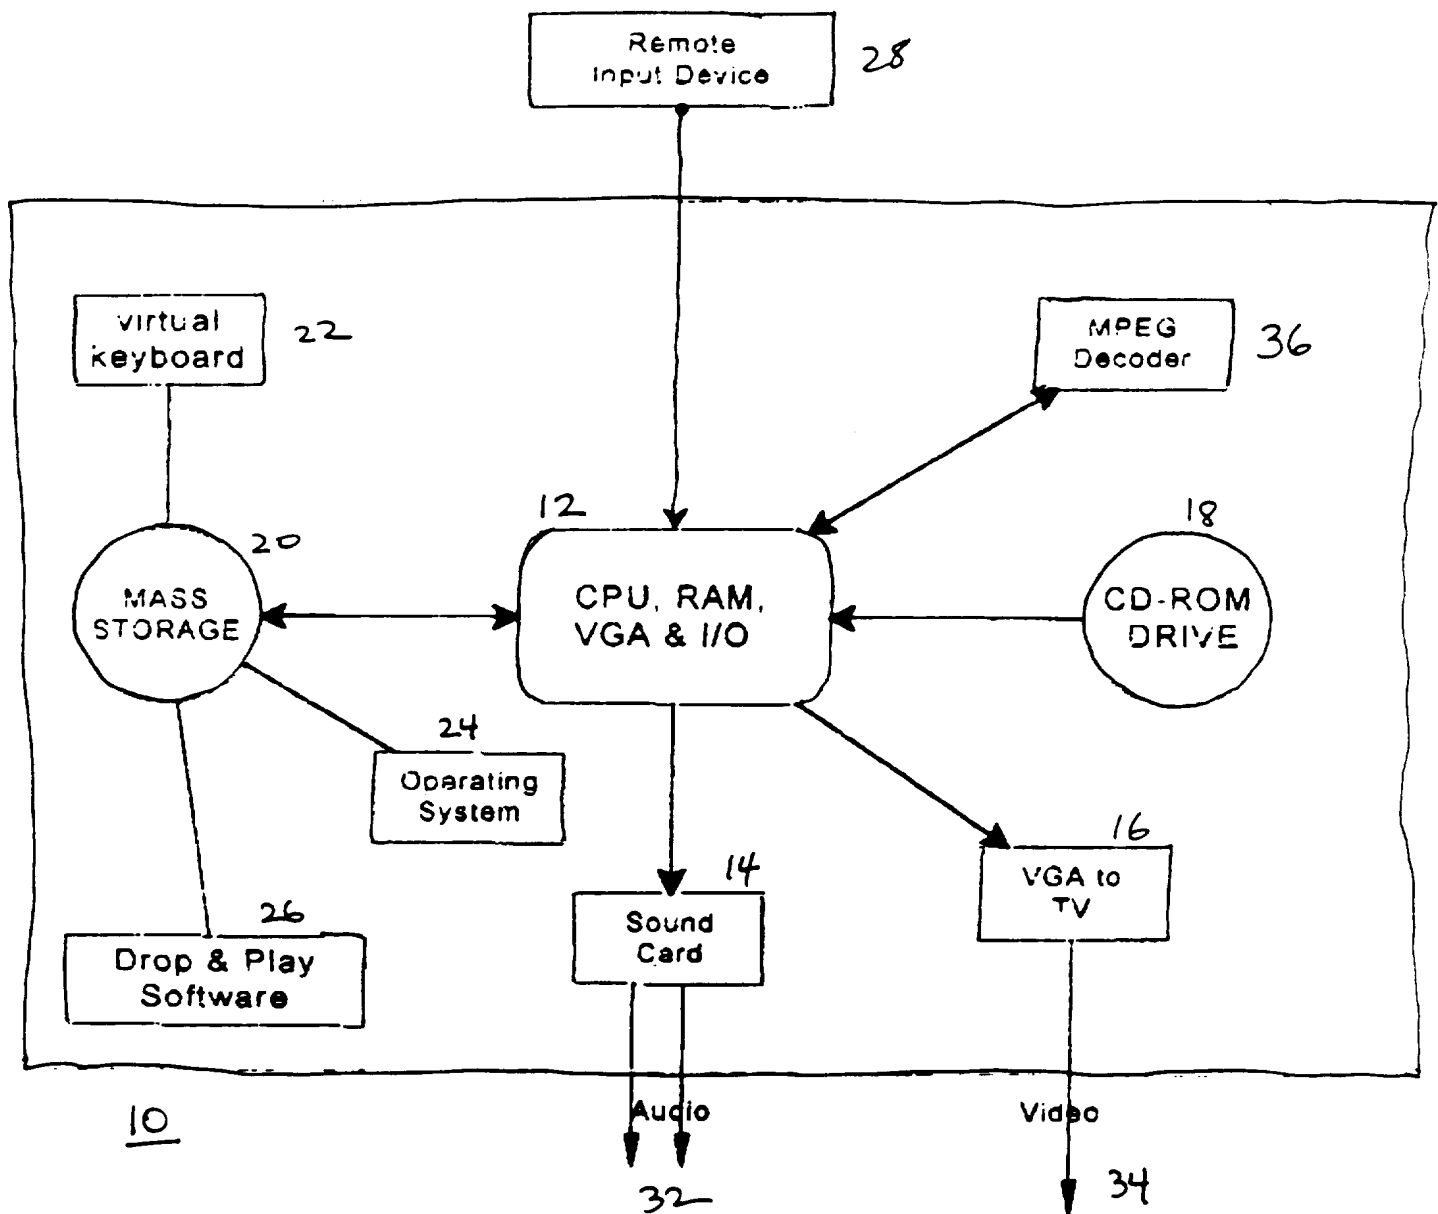 Remote
Input Device
28
virtual
keyboard
22
MPEG
Decoder
36
12
18
20
MASS
STORAGE
CPU, RAM,
VGA & I/O
CD-ROM
DRIVE
24
Operating
System
16
VGA to
TV
14
Sound
Card
26
Drop & Play
Software
10
Audio
Video
32
34